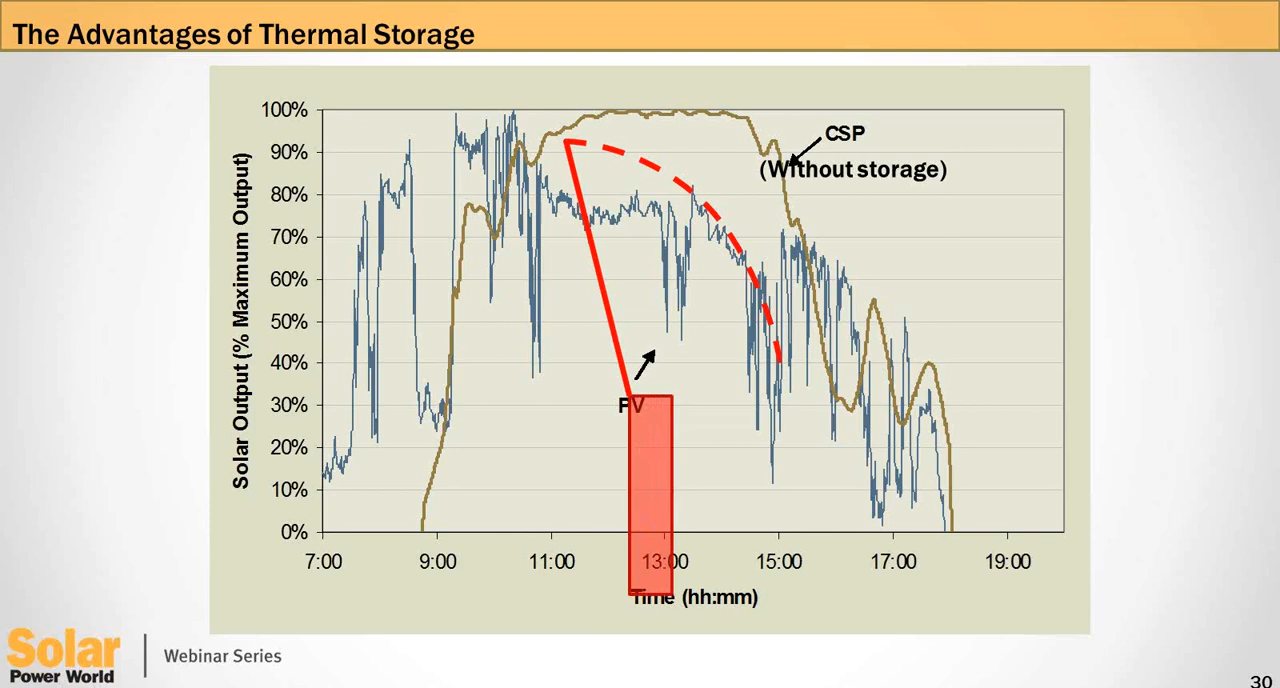 The Advantages of Thermal Storage
Solar Output (% Maximum Output)
100%
90%
80%
70%
60%
50%
40%
30%
20%
10%
0%
CSP
(Without storage)
PV
7:00 9:00 11:00 13:00 15:00 17:00 19:00
Time (hh:mm)
Solar
Power World
Webinar Series
30